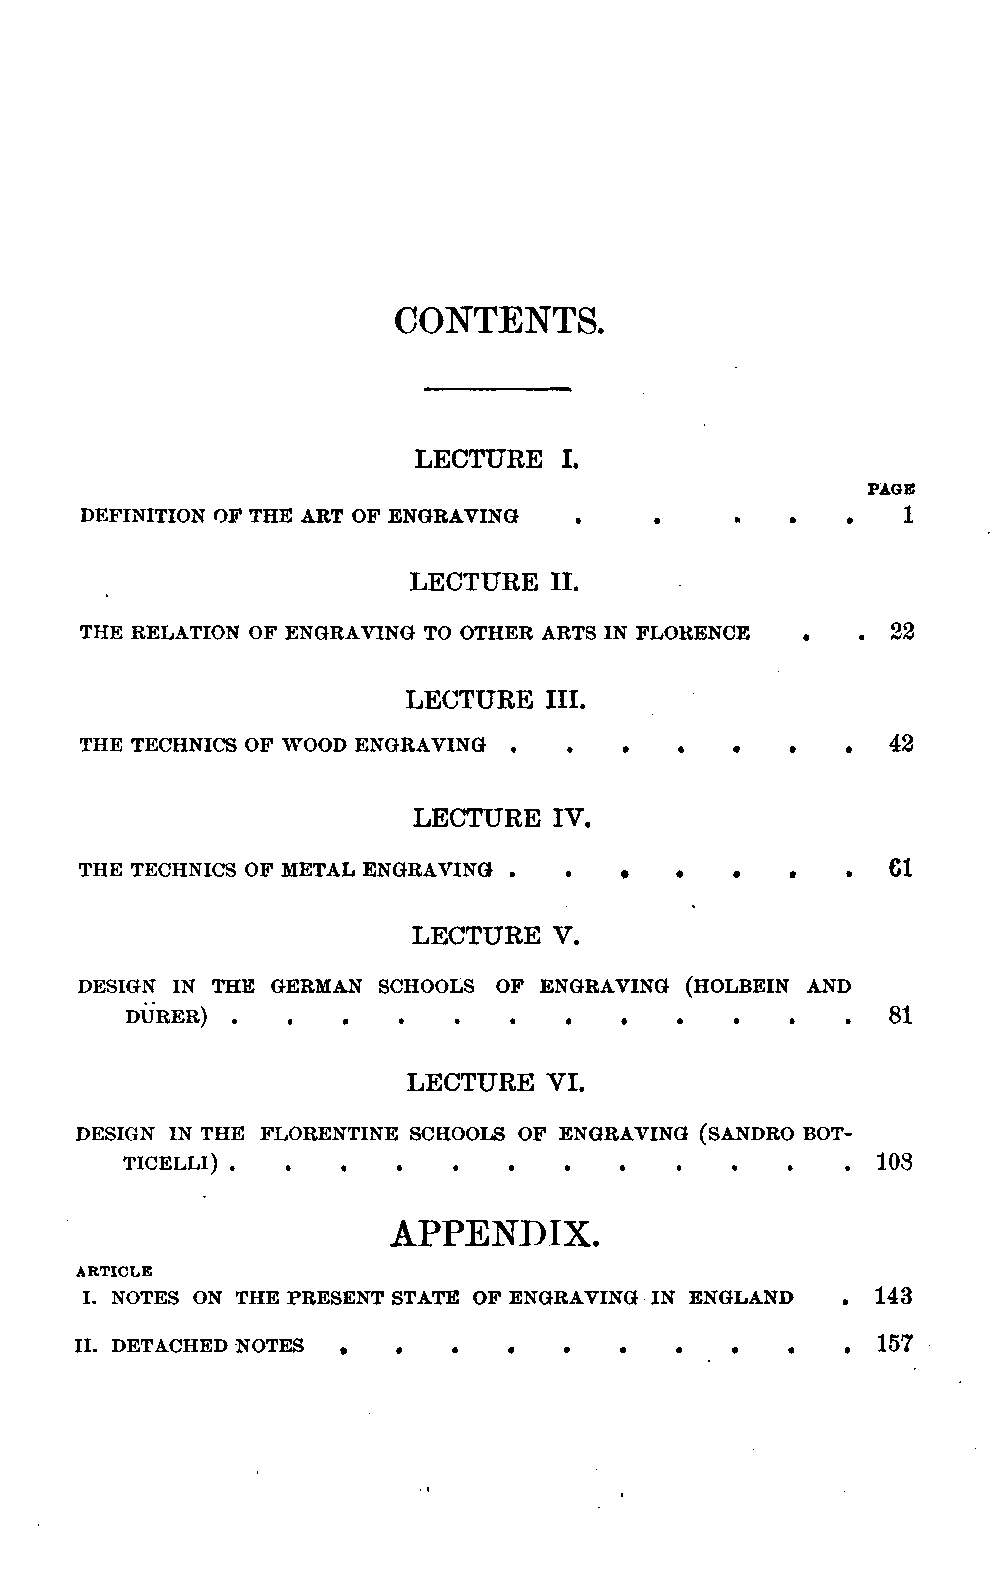 CONTENTS.
LECTURE I.
PAGE
DEFINITION OF THE ART OF ENGRAVING . . . . . 1
LECTURE II.
THE RELATION OF ENGRAVING TO OTHER ARTS IN FLORENCE . . 22
LECTURE III.
THE TECHNICS OF WOOD ENGRAVING . . . . . . . 42
LECTURE IV.
THE TECHNICS OF METAL ENGRAVING . . . . . . . 61
LECTURE V.
DESIGN IN THE GERMAN SCHOOLS OF ENGRAVING (HOLBEIN AND
DÜRER) . . . . . . . . . . . . 81
LECTURE VI.
DESIGN IN THE FLORENTINE SCHOOLS OF ENGRAVING (SANDRO BOT-
TICELLI) . . . . . . . . . . . . 108
APPENDIX.
ARTICLE
I. NOTES ON THE PRESENT STATE OF ENGRAVING IN ENGLAND . 143
II. DETACHED NOTES . . . . . . . . . . 157